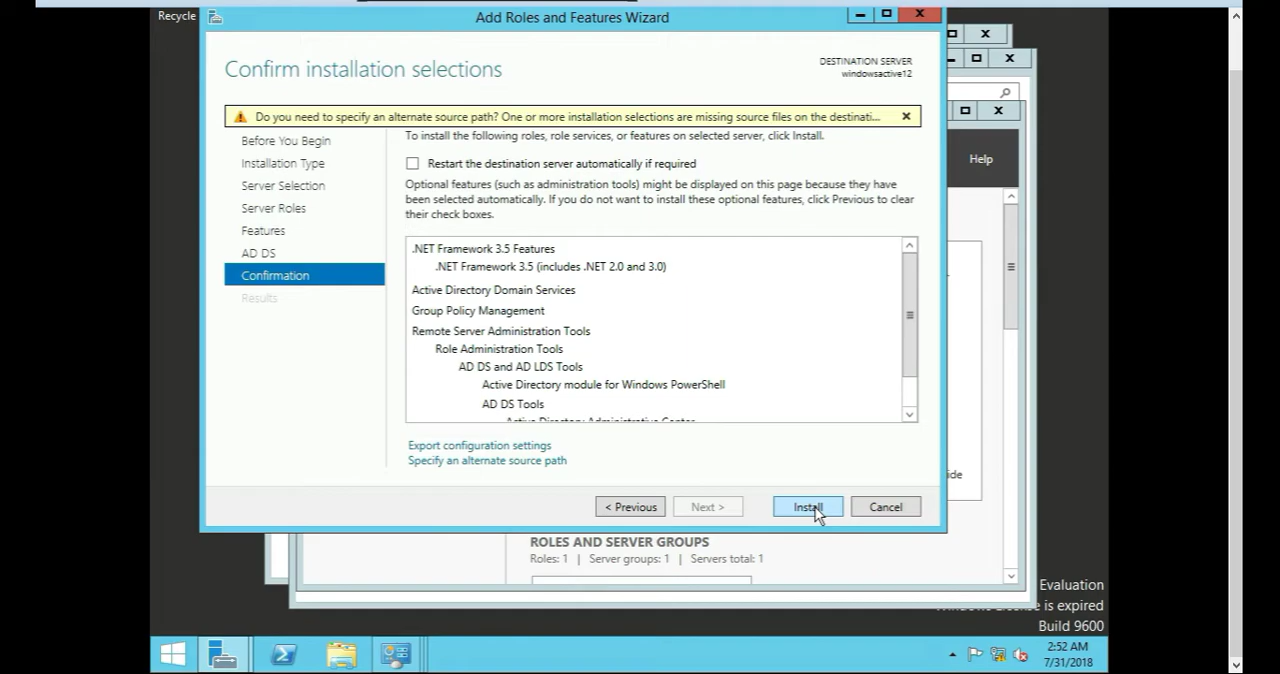 Recycle
Add Roles and Features Wizard
Confirm installation selections
DESTINATION SERVER
windowsactive12
Do you need to specify an alternate source path? One or more installation selections are missing source files on the destinati...
Before You Begin
Installation Type
Server Selection
Server Roles
Features
AD DS
Confirmation
Results
To install the following roles, role services, or features on selected server, click Install.
Restart the destination server automatically if required
Optional features (such as administration tools) might be displayed on this page because they have
been selected automatically. If you do not want to install these optional features, click Previous to clear
their check boxes.
.NET Framework 3.5 Features
.NET Framework 3.5 (includes .NET 2.0 and 3.0)
Active Directory Domain Services
Group Policy Management
Remote Server Administration Tools
Role Administration Tools
AD DS and AD LDS Tools
Active Directory module for Windows PowerShell
AD DS Tools
Active Directory Administrative Center
Export configuration settings
Specify an alternate source path
< Previous
Next >
Install
Cancel
Help
ide
ROLES AND SERVER GROUPS
Roles: 1 | Server groups: 1 | Servers total: 1
Evaluation
Windows License is expired
Build 9600
2:52 AM
7/31/2018